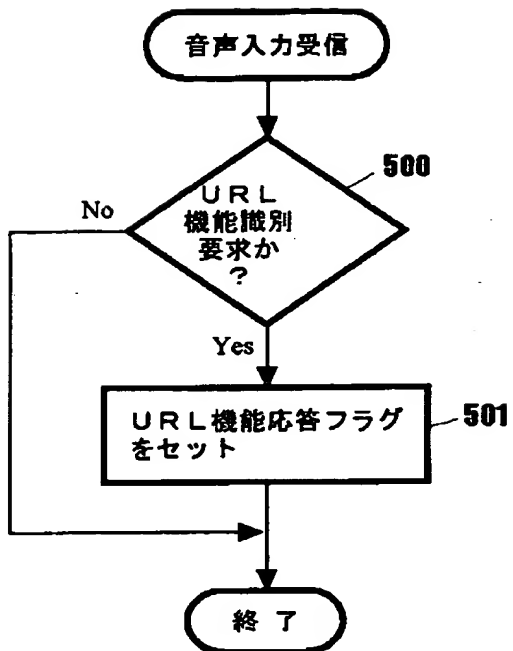 音声入力受信
500
URL
機能識別
要求か
?
No
Yes
URL機能応答フラグ
をセット
501
終了